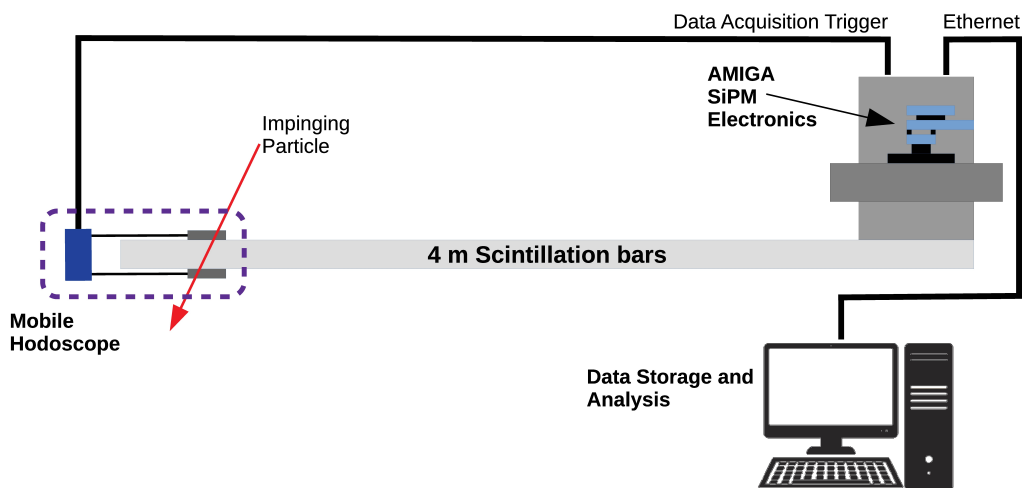 Data Acquisition Trigger
Ethernet
AMIGA
SiPM
Electronics
Impinging
Particle
4 m Scintillation bars
Mobile
Hodoscope
Data Storage and
Analysis